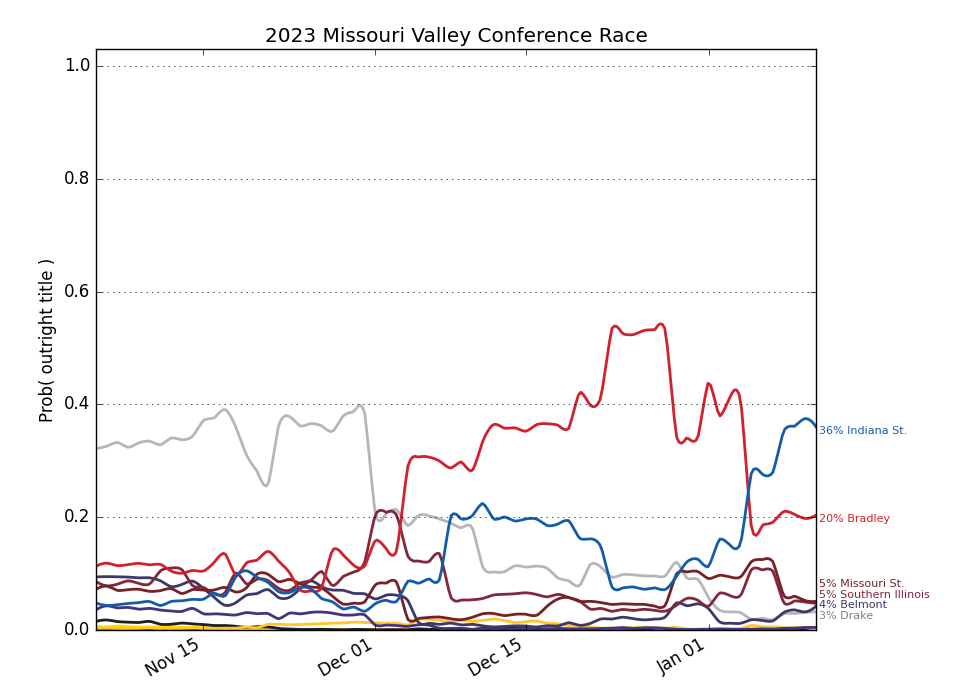 2023 Missouri Valley Conference Race
Prob( outright title )
1.0
0.8
0.6
0.4
0.2
0.0
Nov 15
Dec 01
Dec 15
Jan 01
36% Indiana St.
20% Bradley
5% Missouri St.
5% Southern Illinois
4% Belmont
3% Drake